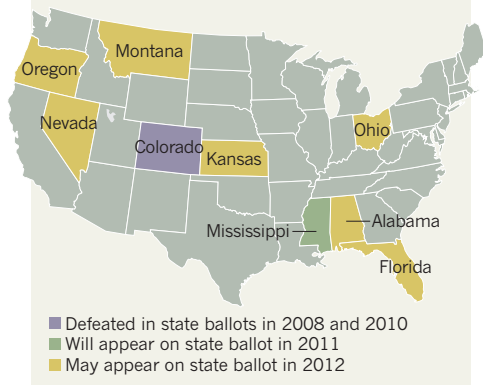 Montana
Oregon
Nevada
Colorado
Kansas
Ohio
Mississippi
Alabama
Florida
Defeated in state ballots in 2008 and 2010
Will appear on state ballot in 2011
May appear on state ballot in 2012